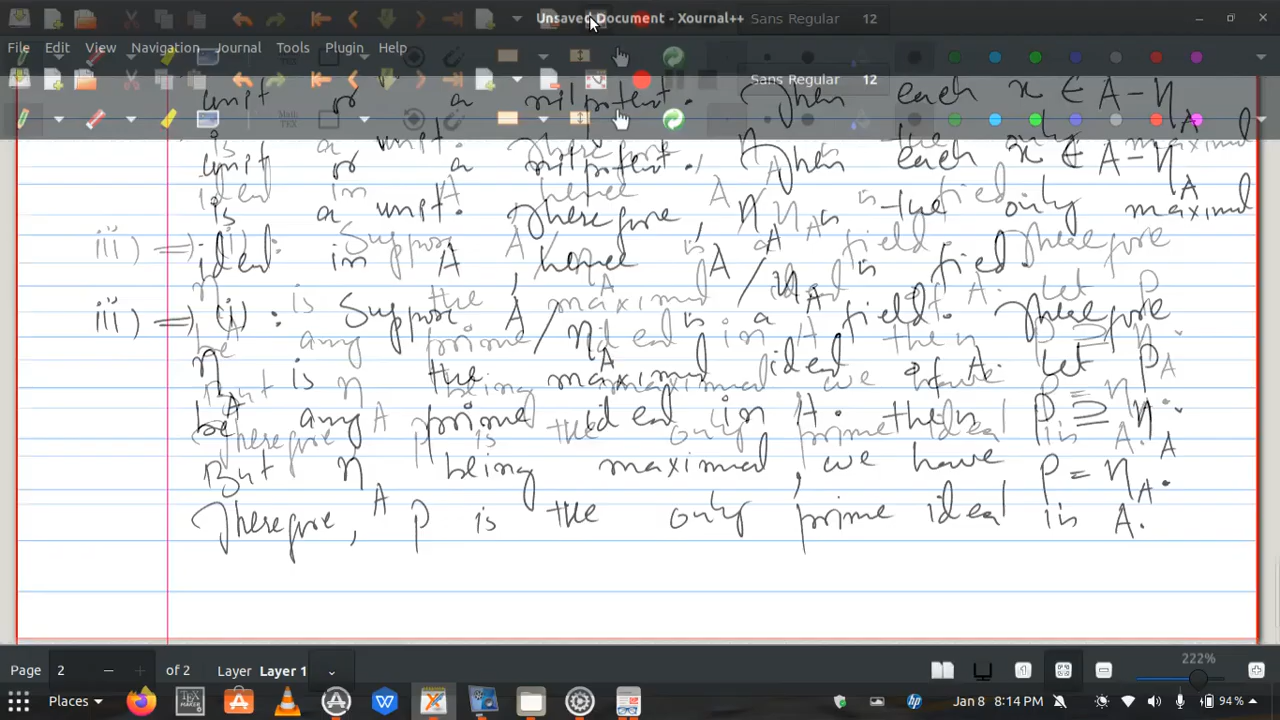 Unsaved Document - Xournal++
Sans Regular 12
File Edit View Navigation Journal Tools Plugin Help
Sans Regular 12
unit or a nilpotent. Then each x ∈ A - η_A
is a unit. Therefore, η_A is the only maximal
ideal in A, hence A/η_A is fied.
iii) => (i): Suppose A/η_A is a field. Therefore
η_A is the maximal ideal of A. Let P
be any prime ideal in A. then P ⊇ η_A.
But η_A being maximal, we have P = η_A.
Therefore, P is the only prime ideal in A.
Page 2 of 2 Layer Layer 1 222%
Places Jan 8 8:14 PM 94%